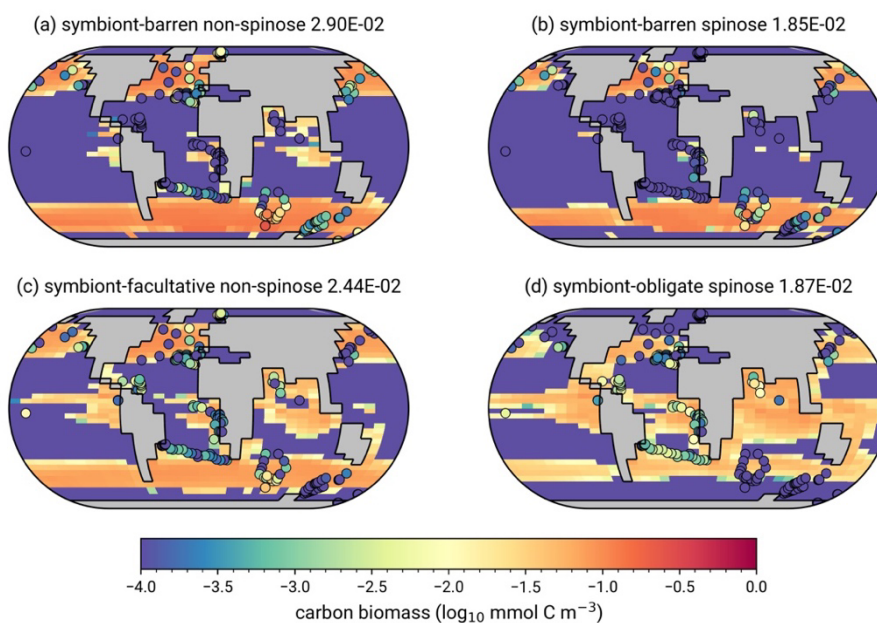 (a) symbiont-barren non-spinose 2.90E-02
(b) symbiont-barren spinose 1.85E-02
(c) symbiont-facultative non-spinose 2.44E-02
(d) symbiont-obligate spinose 1.87E-02
−4.0 −3.5 −3.0 −2.5 −2.0 −1.5 −1.0 −0.5 0.0
carbon biomass (log₁₀ mmol C m⁻³)